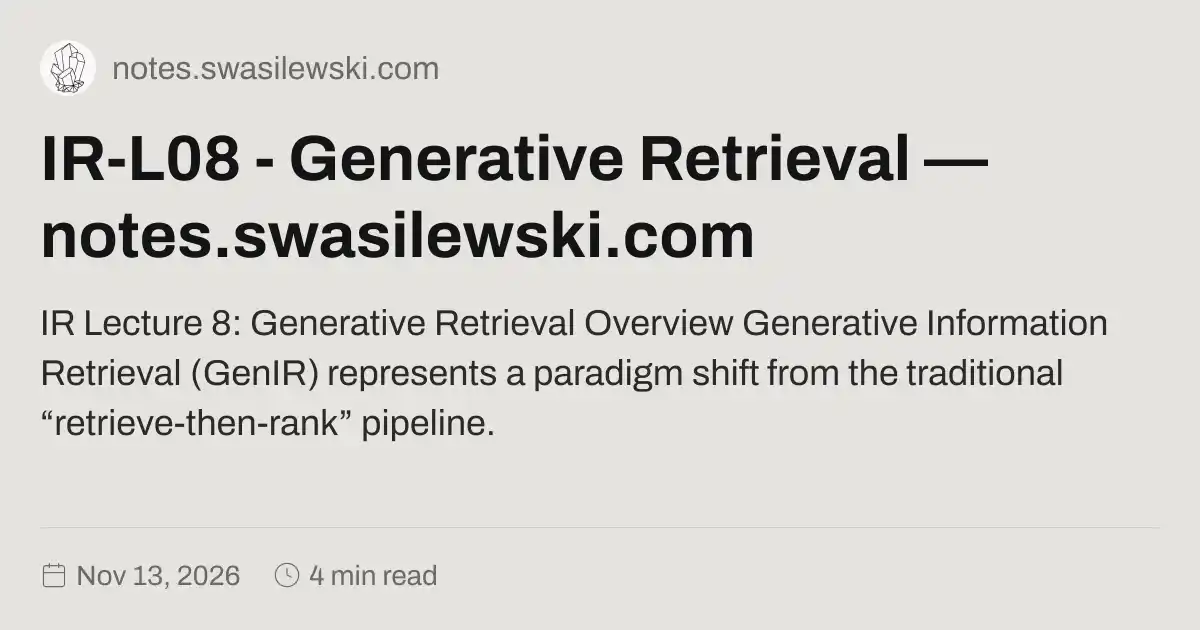 notes.swasilewski.com
IR-L08 - Generative Retrieval —
notes.swasilewski.com
IR Lecture 8: Generative Retrieval Overview Generative Information
Retrieval (GenIR) represents a paradigm shift from the traditional
“retrieve-then-rank” pipeline.
Nov 13, 2026 4 min read